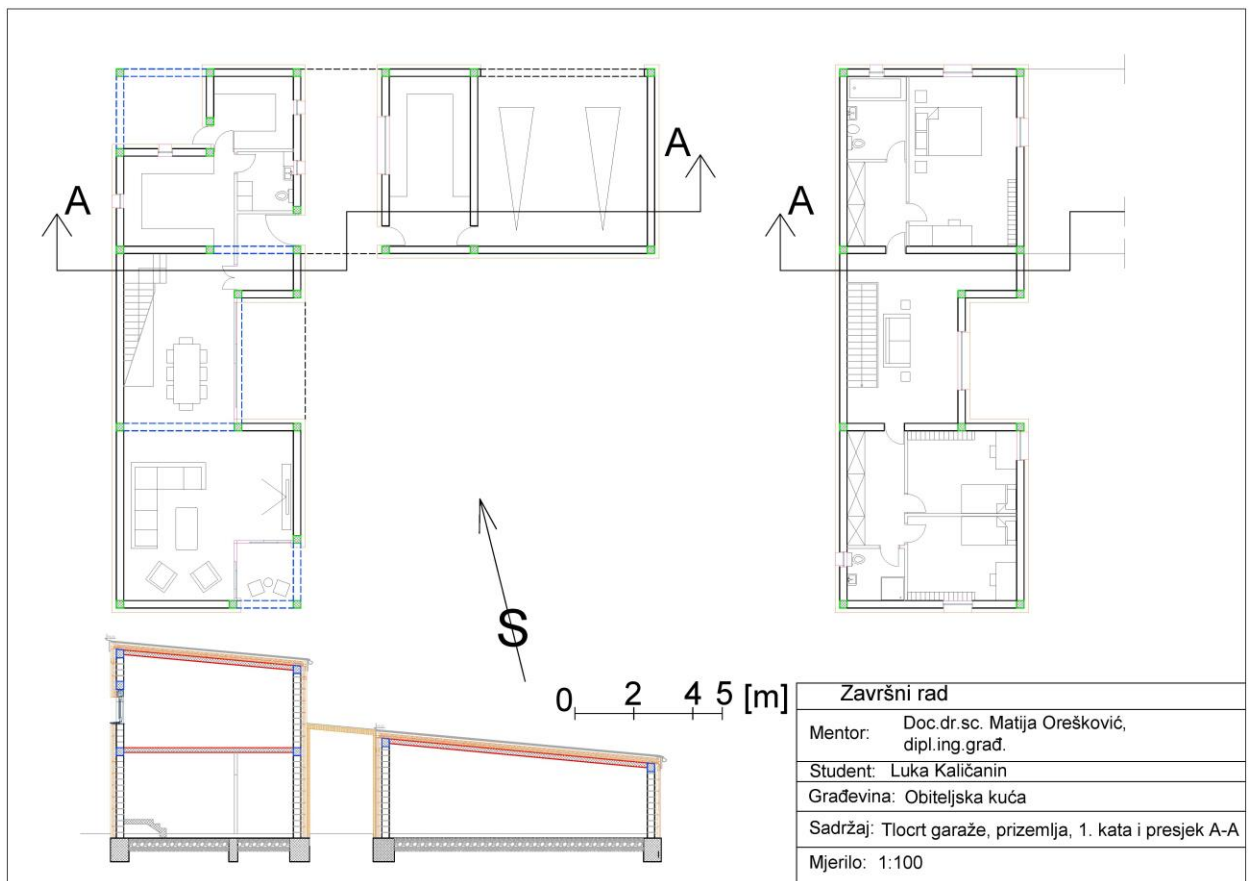 A
A
A
S
0 2 4 5 [m]
Završni rad
Mentor: Doc.dr.sc. Matija Orešković,
dipl.ing.građ.
Student: Luka Kaličanin
Građevina: Obiteljska kuća
Sadržaj: Tlocrt garaže, prizemlja, 1. kata i presjek A-A
Mjerilo: 1:100